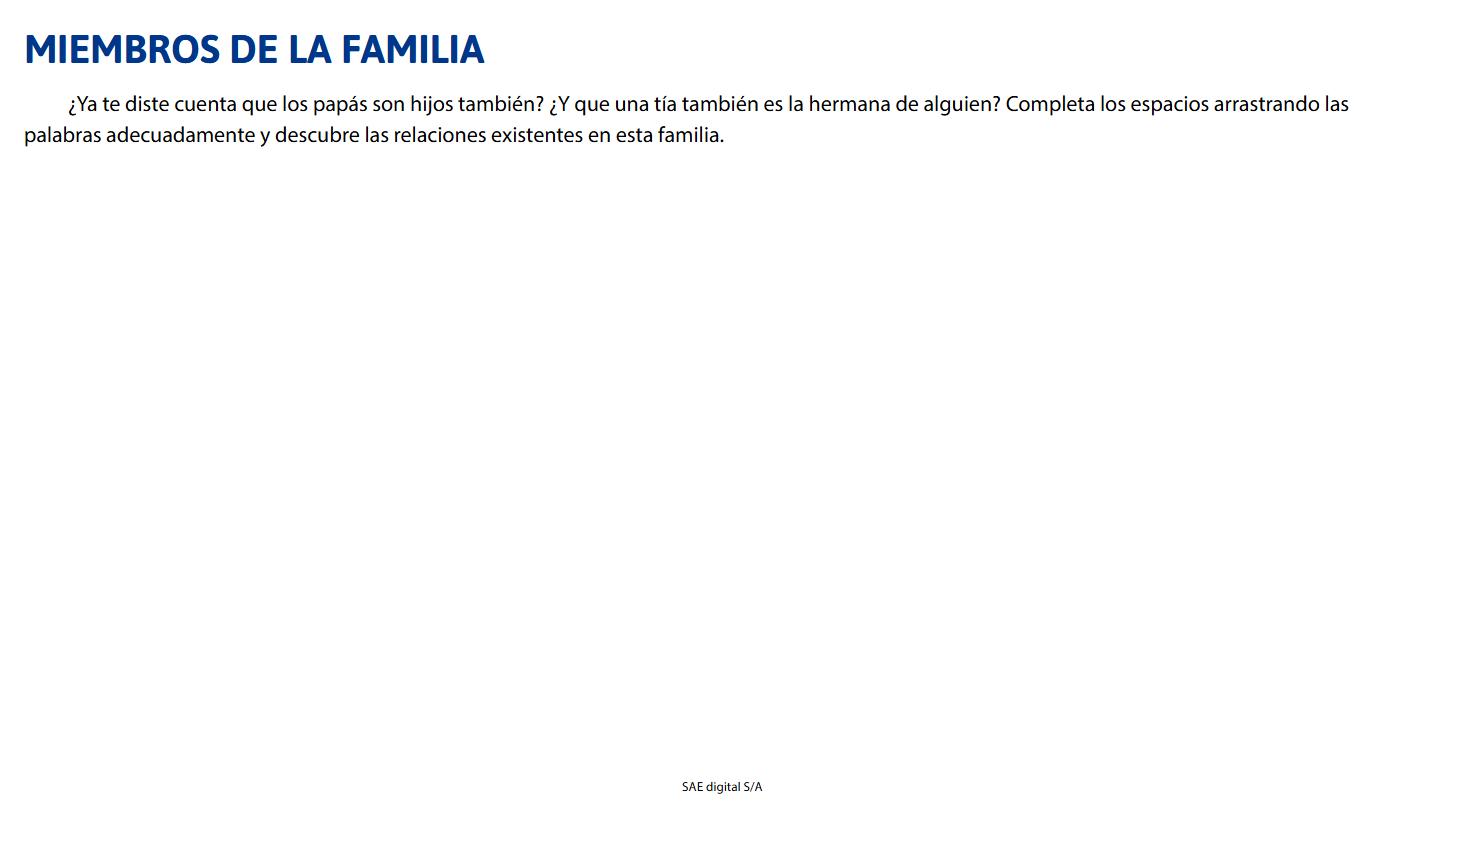 MIEMBROS DE LA FAMILIA
¿Ya te diste cuenta que los papás son hijos también? ¿Y que una tía también es la hermana de alguien? Completa los espacios arrastrando las
palabras adecuadamente y descubre las relaciones existentes en esta familia.
SAE digital S/A